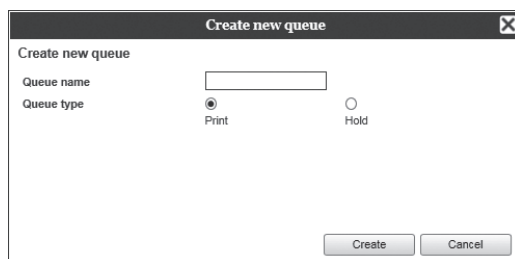 Create new queue
Create new queue
Queue name
Queue type
Print Hold
Create Cancel